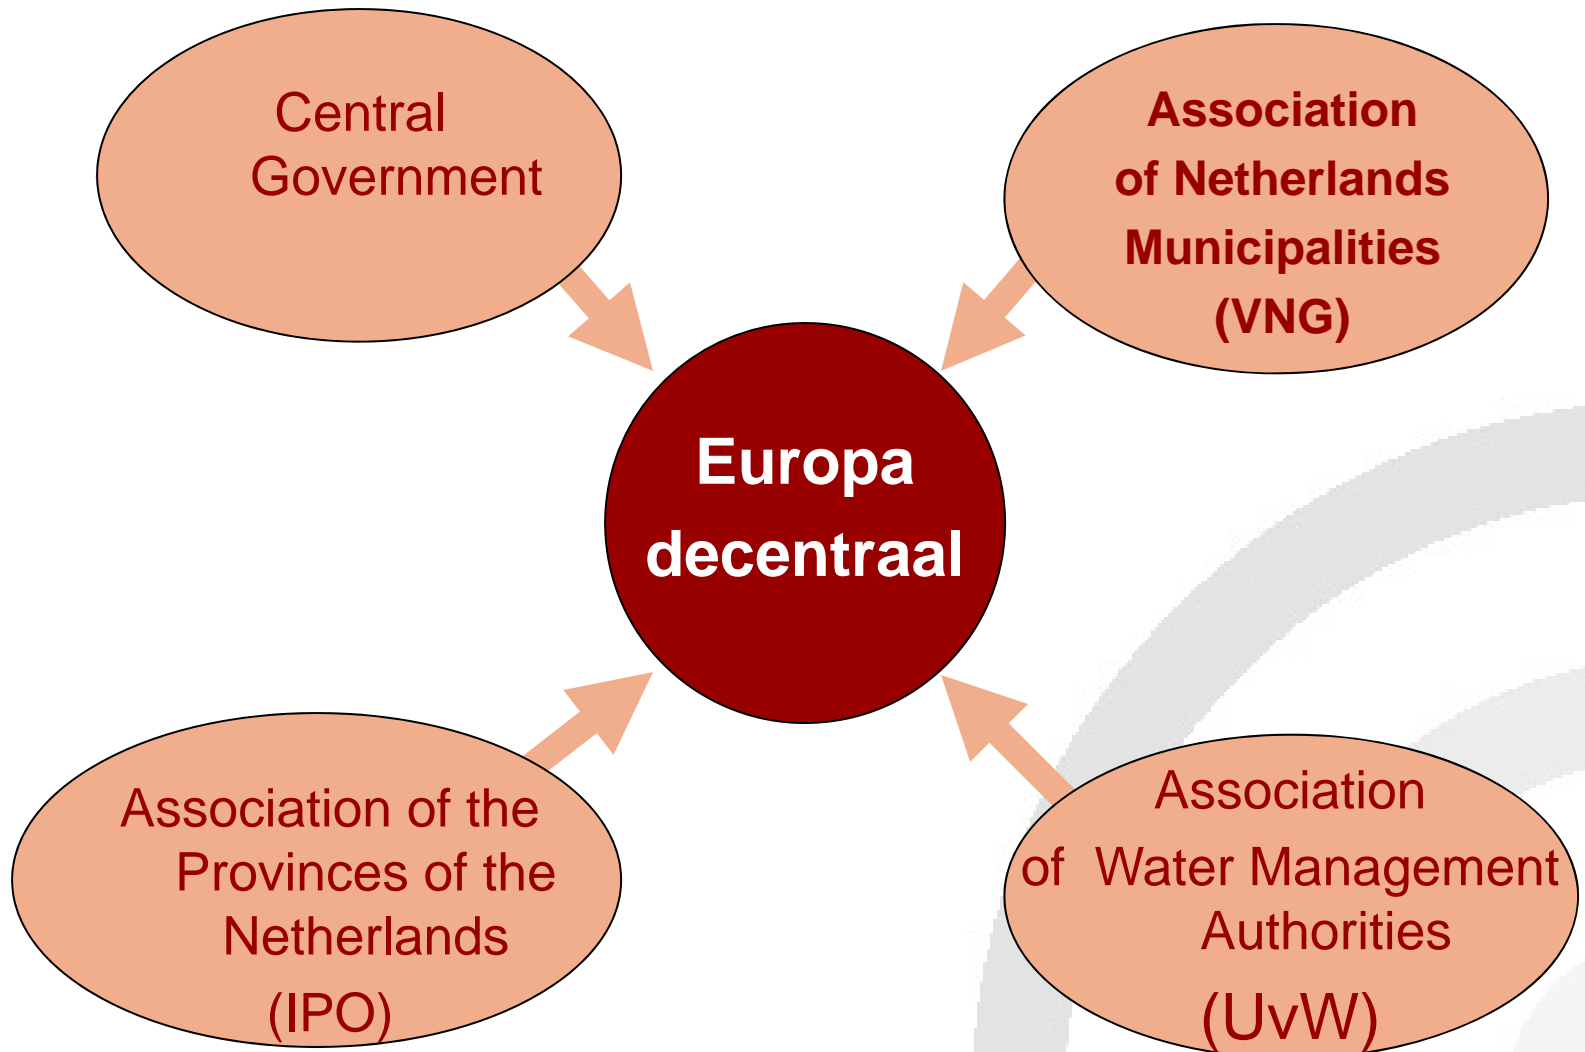 Central
Government
Association
of Netherlands
Municipalities
(VNG)
Europa
decentraal
Association of the
Provinces of the
Netherlands
(IPO)
Association
of Water Management
Authorities
(UvW)